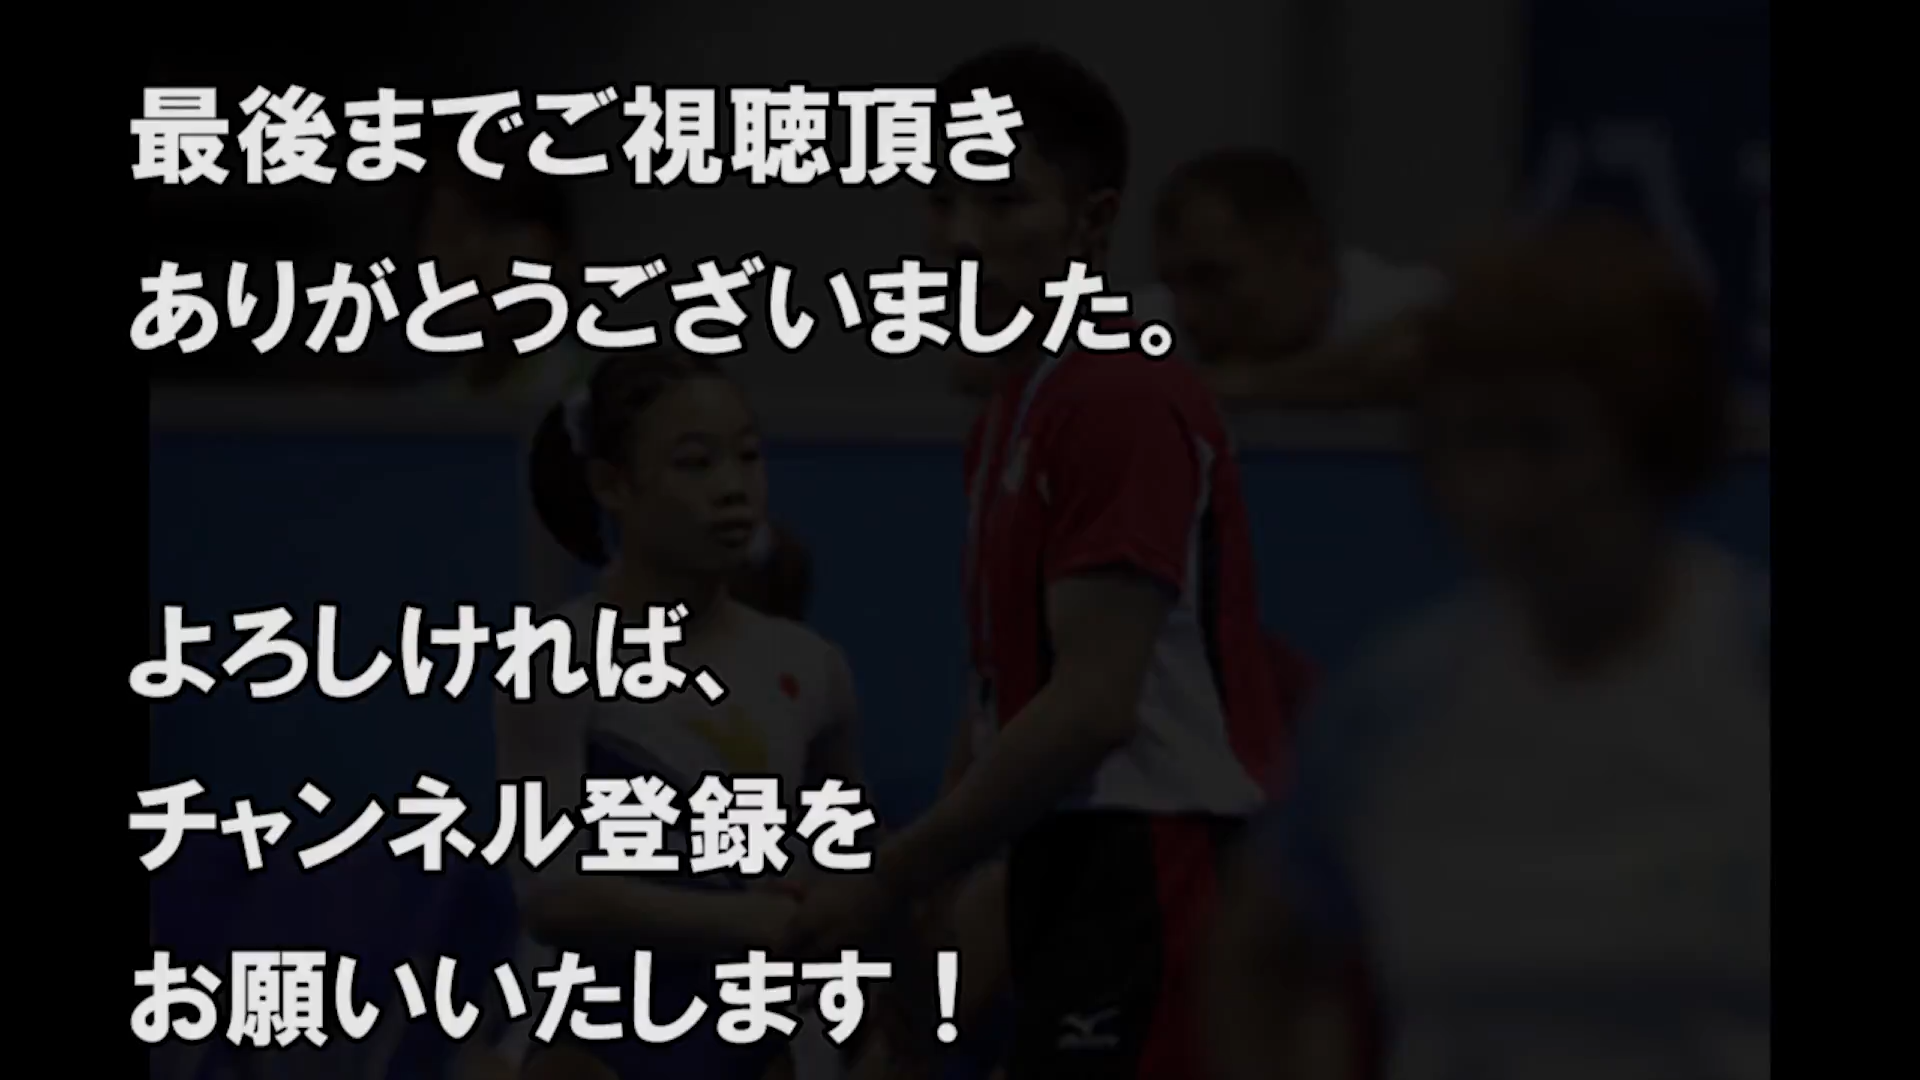 最後までご視聴頂き
ありがとうございました。
よろしければ、
チャンネル登録を
お願いいたします！